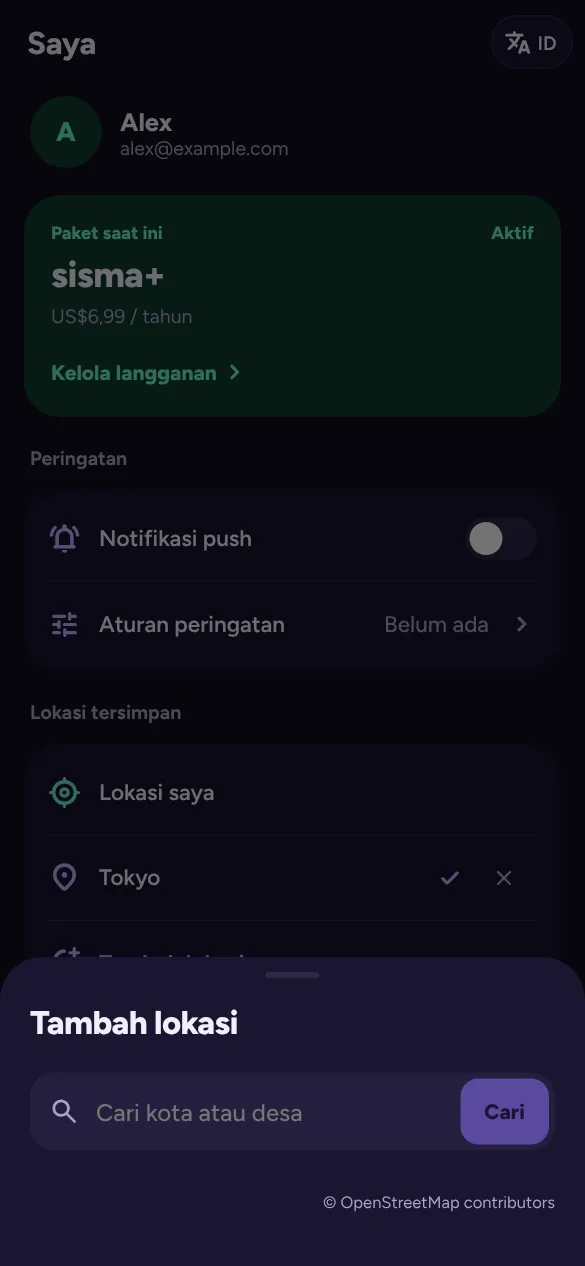 Saya
ID
A
Alex
alex@example.com
Paket saat ini
Aktif
sisma+
US$6,99 / tahun
Kelola langganan
Peringatan
Notifikasi push
Aturan peringatan
Belum ada
Lokasi tersimpan
Lokasi saya
Tokyo
Tambah lokasi
Cari kota atau desa
Cari
© OpenStreetMap contributors